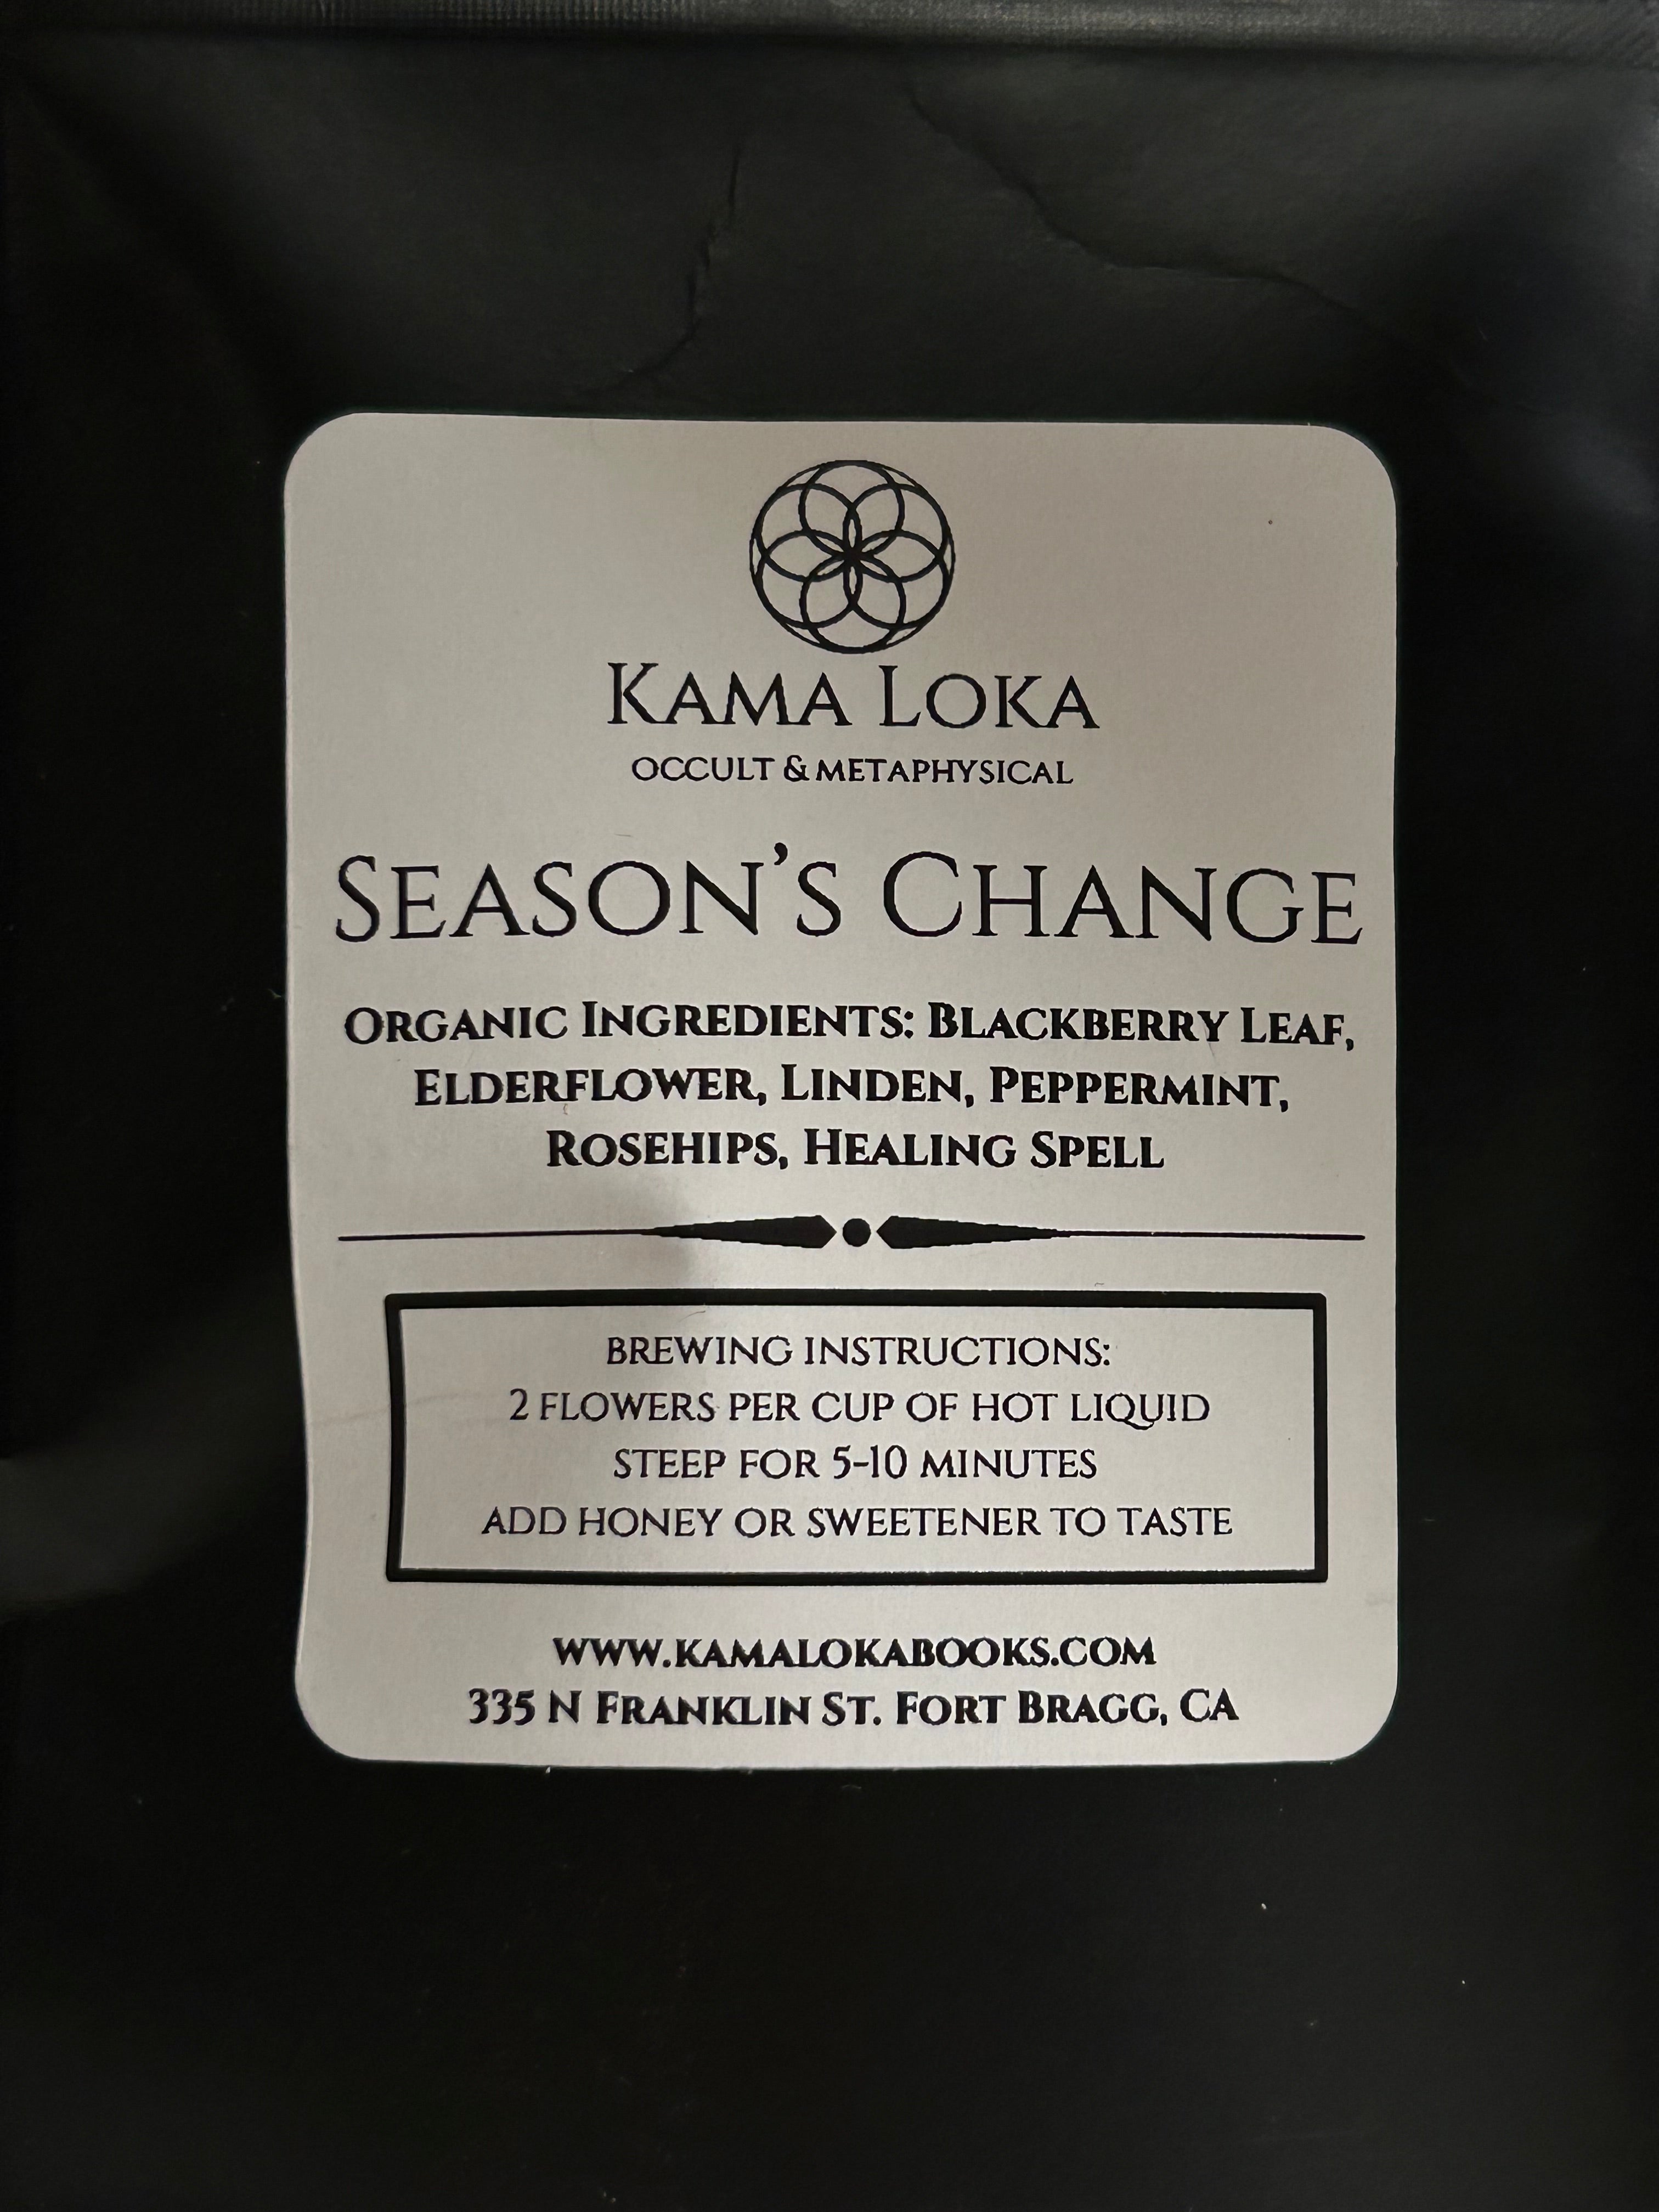 KAMA LOKA
OCCULT & METAPHYSICAL
SEASON'S CHANGE
ORGANIC INGREDIENTS: BLACKBERRY LEAF,
ELDERFLOWER, LINDEN, PEPPERMINT,
ROSEHIPS, HEALING SPELL
BREWING INSTRUCTIONS:
2 FLOWERS PER CUP OF HOT LIQUID
STEEP FOR 5-10 MINUTES
ADD HONEY OR SWEETENER TO TASTE
WWW.KAMALOKABOOKS.COM
335 N FRANKLIN ST. FORT BRAGG, CA